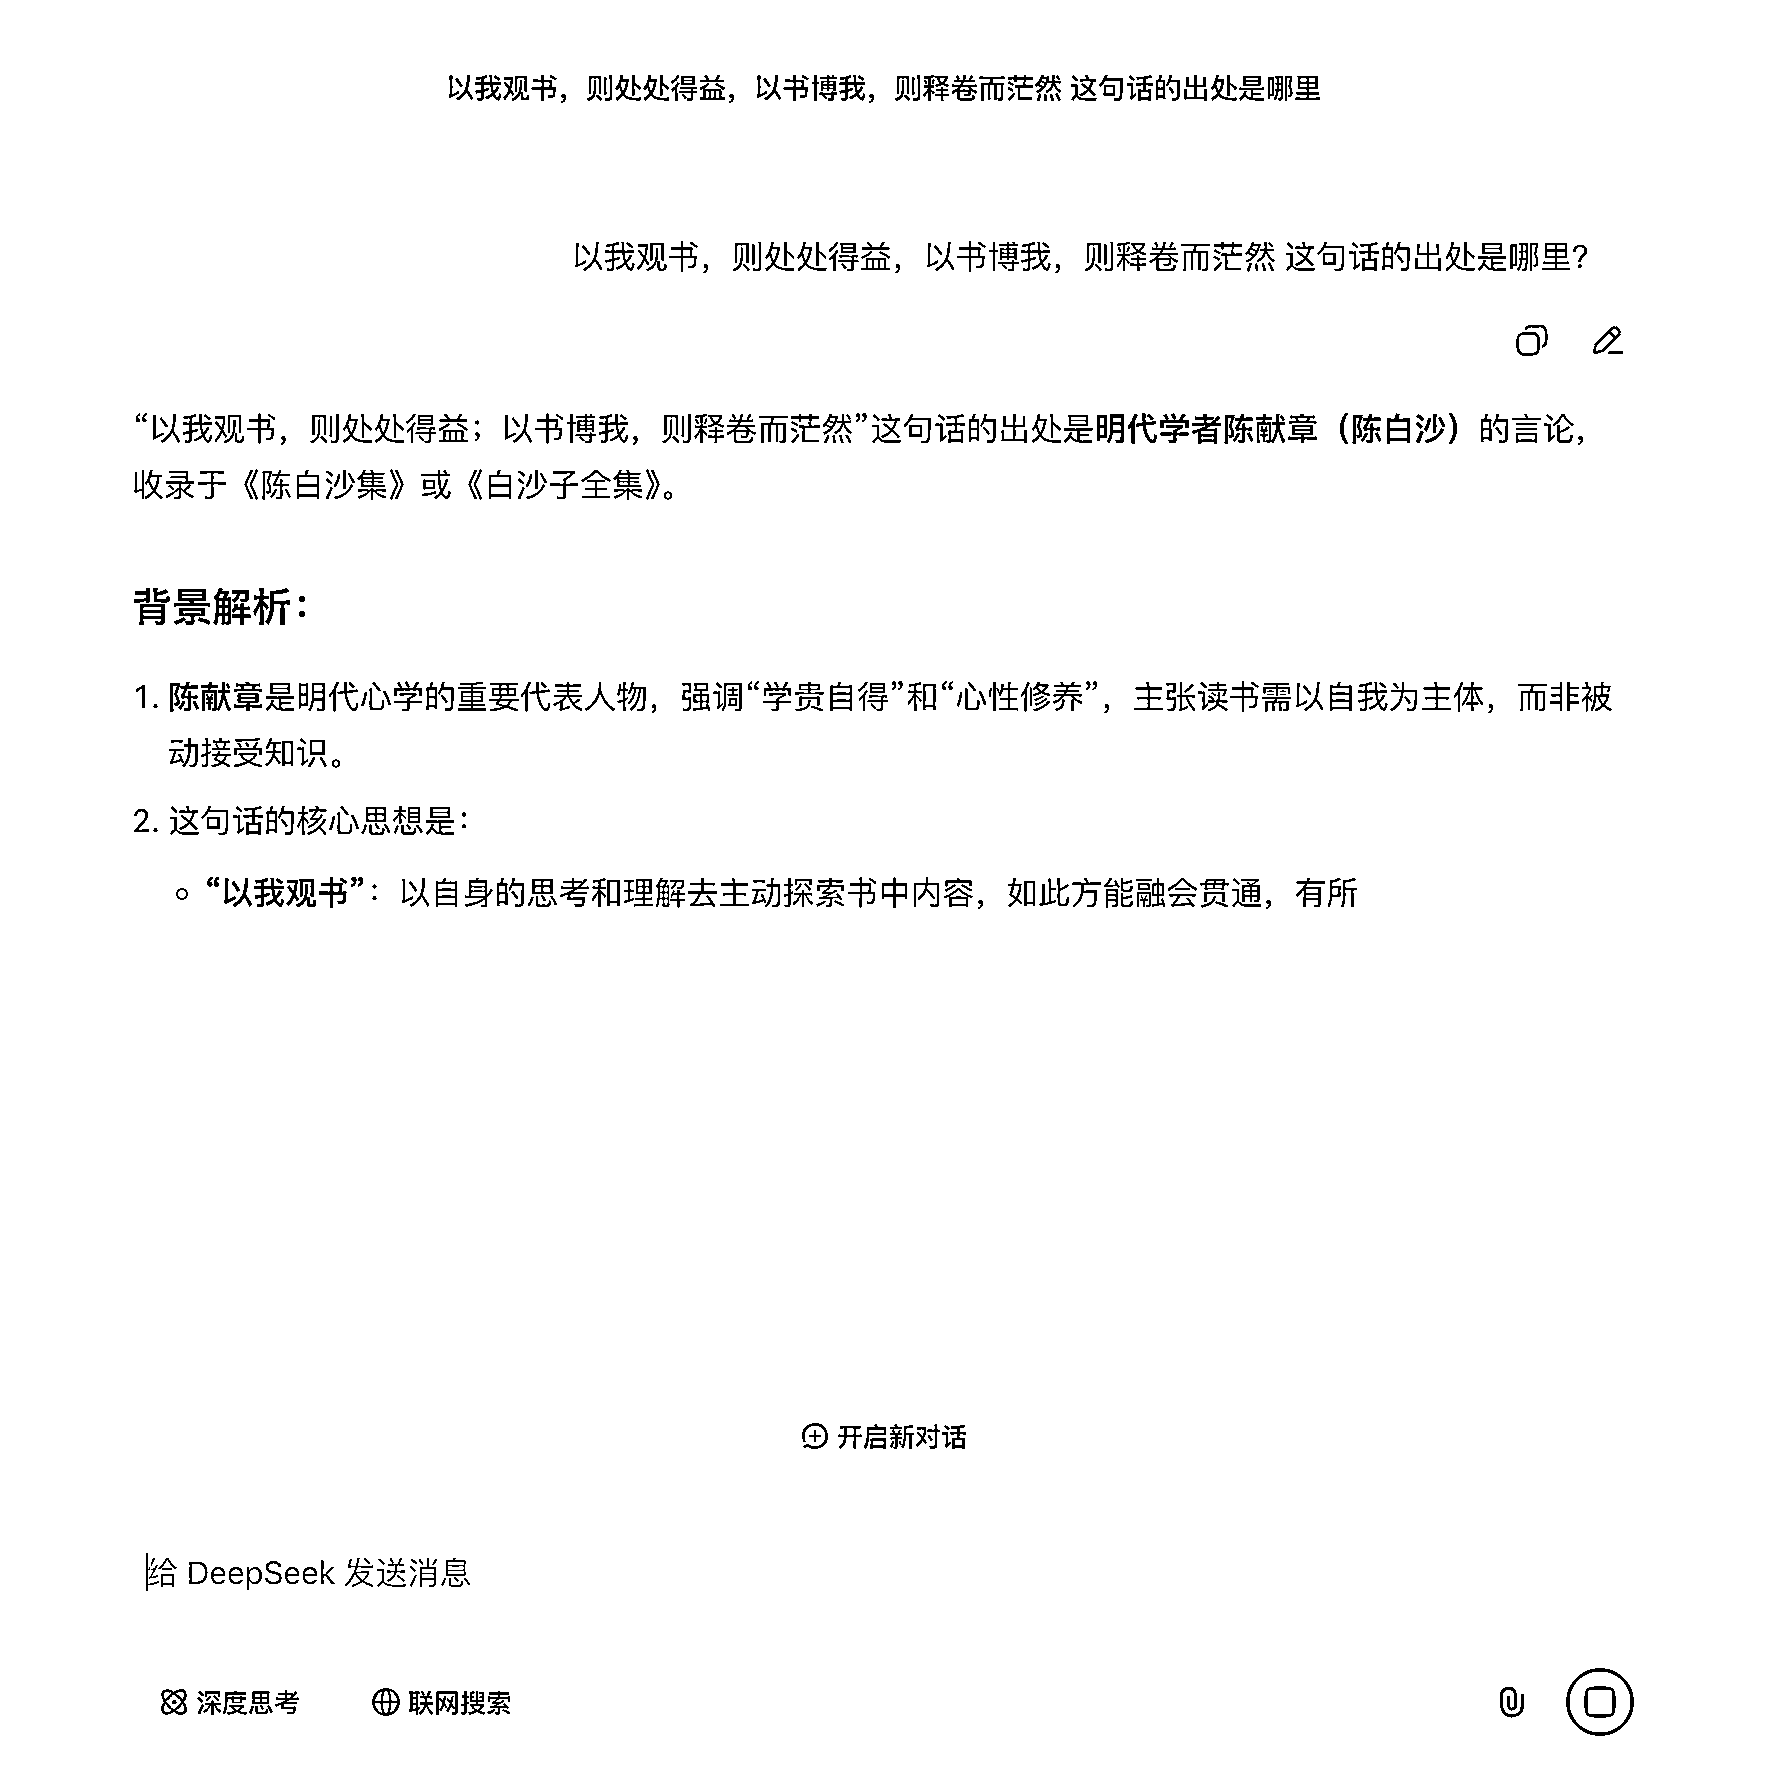 以我观书，则处处得益，以书博我，则释卷而茫然 这句话的出处是哪里
以我观书，则处处得益，以书博我，则释卷而茫然 这句话的出处是哪里？
“以我观书，则处处得益；以书博我，则释卷而茫然”这句话的出处是明代学者陈献章（陈白沙）的言论，
收录于《陈白沙集》或《白沙子全集》。
背景解析：
1. 陈献章是明代心学的重要代表人物，强调“学贵自得”和“心性修养”，主张读书需以自我为主体，而非被
动接受知识。
2. 这句话的核心思想是：
“以我观书”：以自身的思考和理解去主动探索书中内容，如此方能融会贯通，有所
开启新对话
给 DeepSeek 发送消息
深度思考 联网搜索